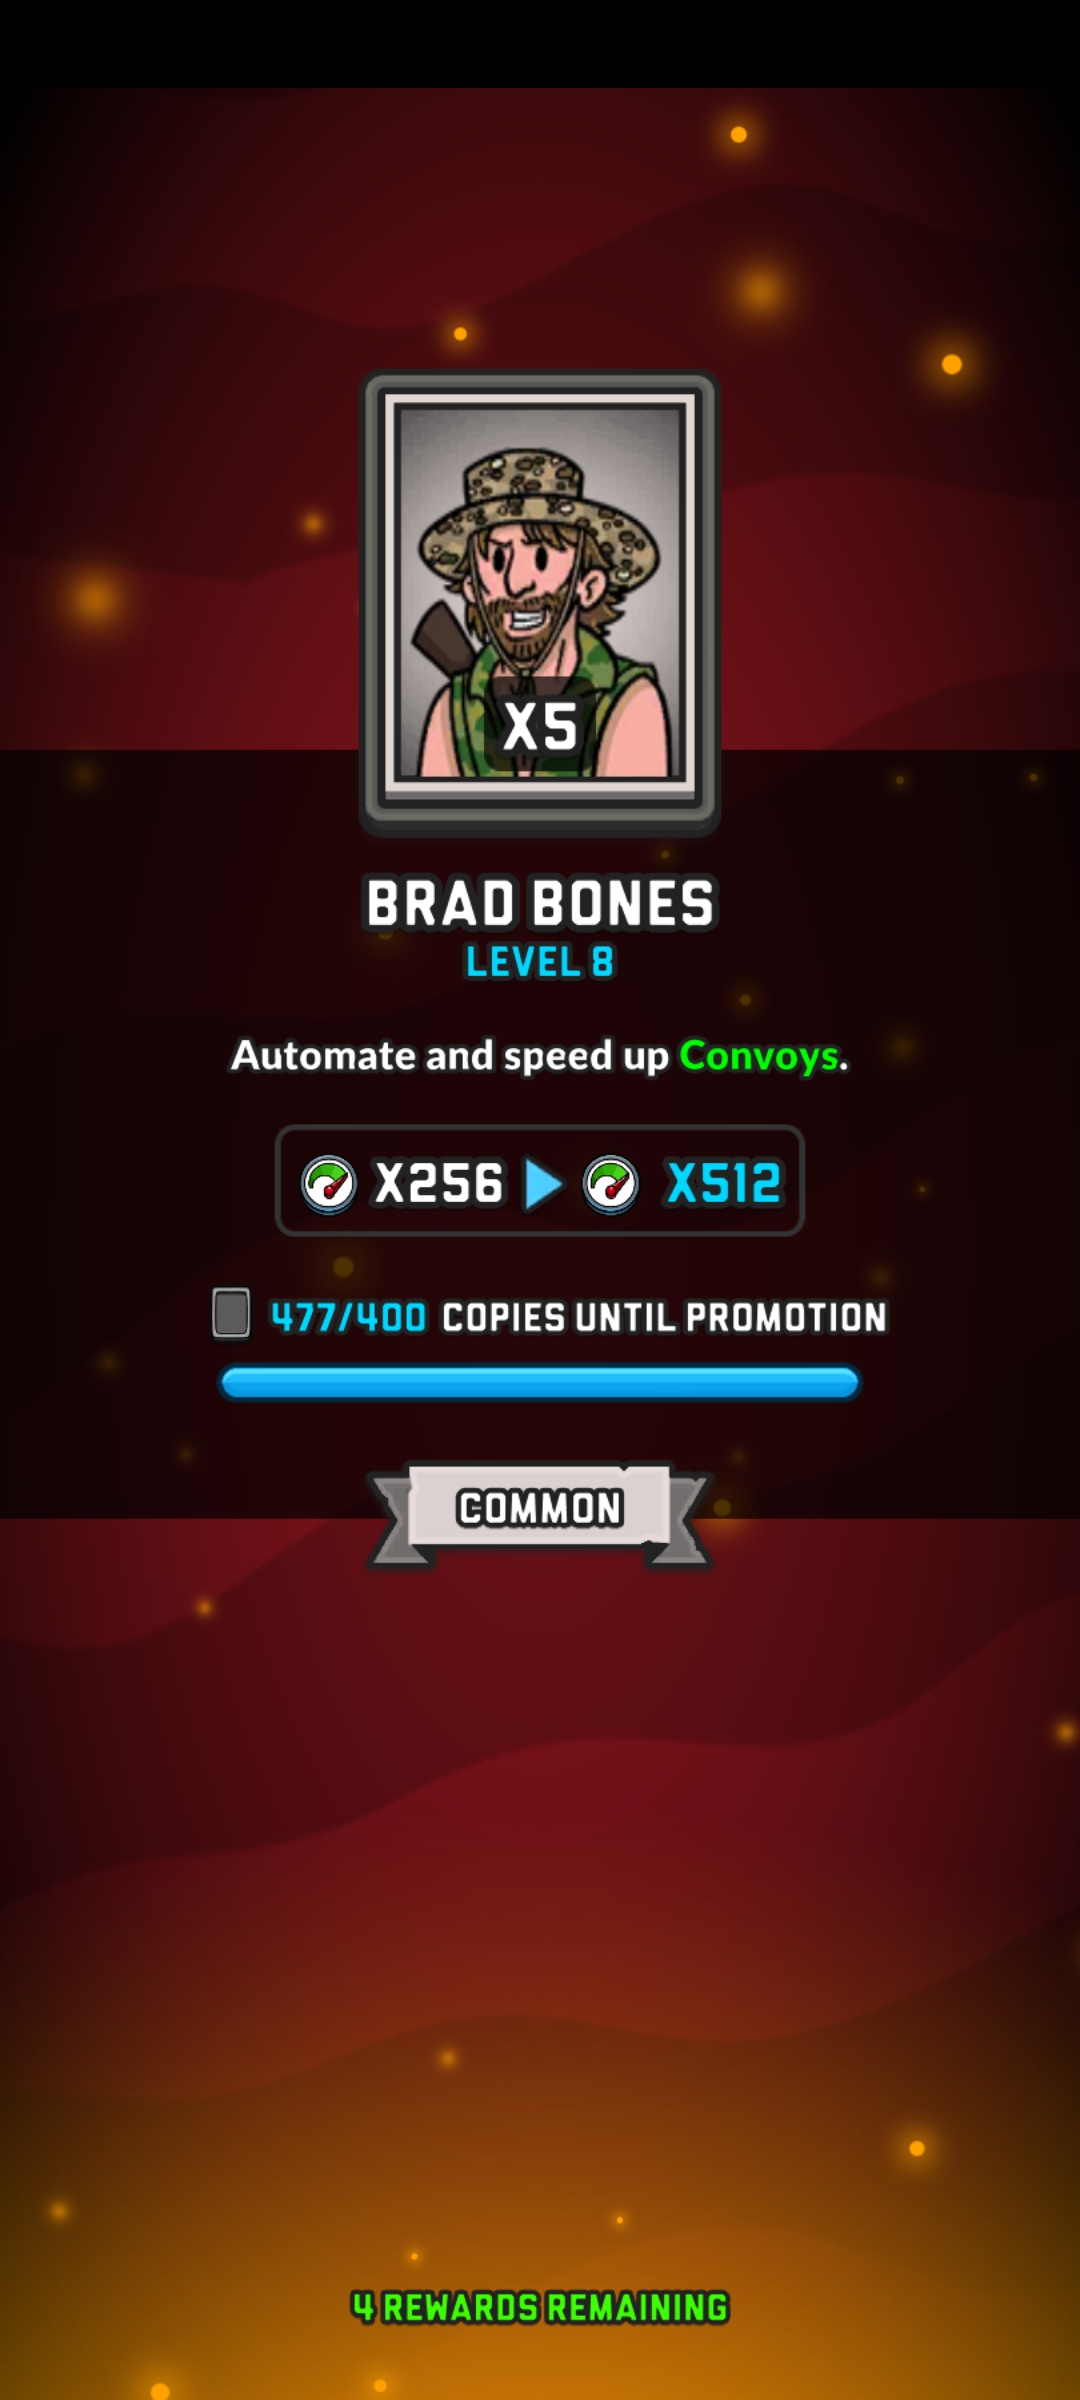 X5
BRAD BONES
LEVEL 8
Automate and speed up Convoys.
X256 X512
477/400 COPIES UNTIL PROMOTION
COMMON
4 REWARDS REMAINING